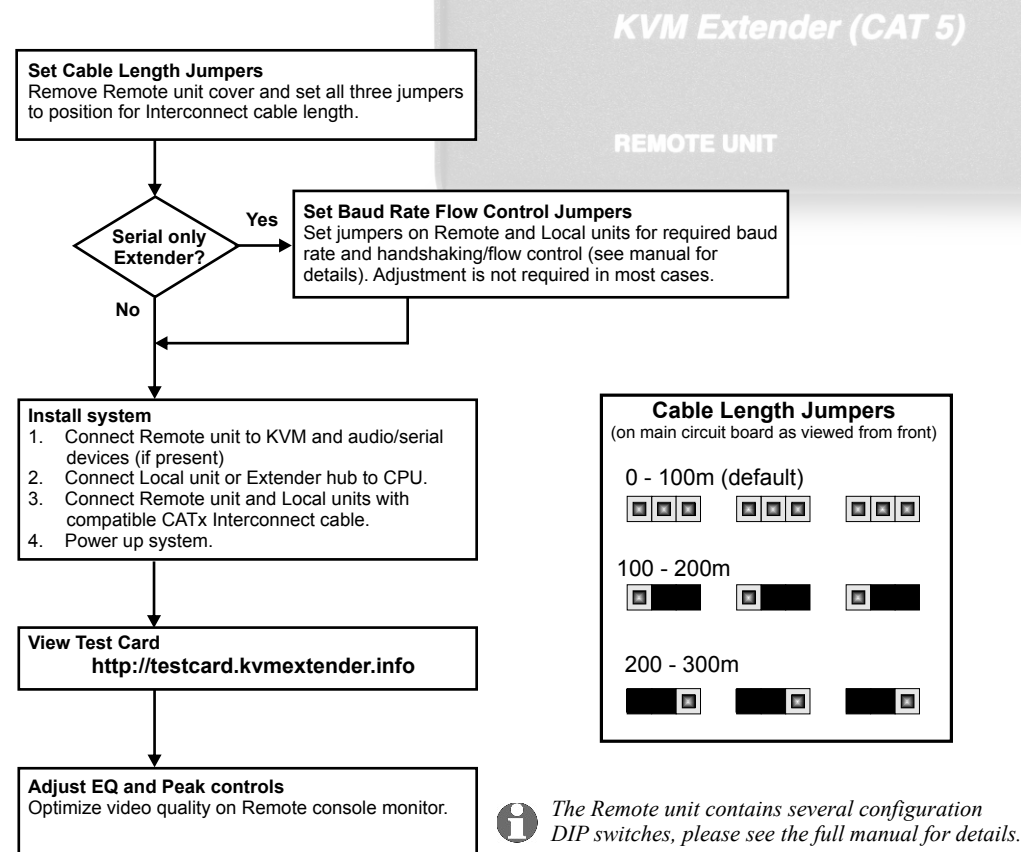 KVM Extender (CAT 5)
REMOTE UNIT
Set Cable Length Jumpers
Remove Remote unit cover and set all three jumpers
to position for Interconnect cable length.
Serial only
Extender?
Yes
No
Set Baud Rate Flow Control Jumpers
Set jumpers on Remote and Local units for required baud
rate and handshaking/flow control (see manual for
details). Adjustment is not required in most cases.
Install system
1. Connect Remote unit to KVM and audio/serial
devices (if present)
2. Connect Local unit or Extender hub to CPU.
3. Connect Remote unit and Local units with
compatible CATx Interconnect cable.
4. Power up system.
View Test Card
http://testcard.kvmextender.info
Adjust EQ and Peak controls
Optimize video quality on Remote console monitor.
Cable Length Jumpers
(on main circuit board as viewed from front)
0 - 100m (default)
100 - 200m
200 - 300m
The Remote unit contains several configuration
DIP switches, please see the full manual for details.